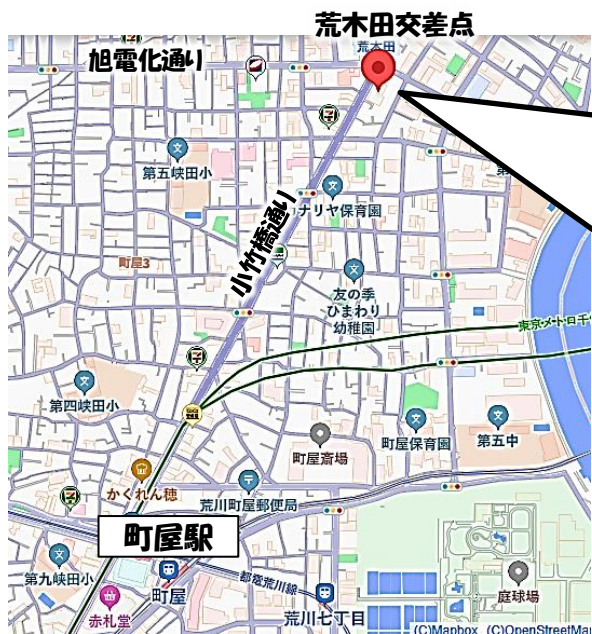 荒木田交差点
荒木田
旭電化通り
第五峡田小
ナリヤ保育園
小竹橋通り
町屋3
友の季
ひまわり
幼稚園
東京メトロ千代
第四峡田小
町屋斎場
町屋保育園
第五中
かくれん穂
荒川町屋郵便局
町屋駅
第九峡田小
町屋
都電荒川線
庭球場
赤札堂
荒川七丁目
(C)Mapbox (C)OpenStreetMap